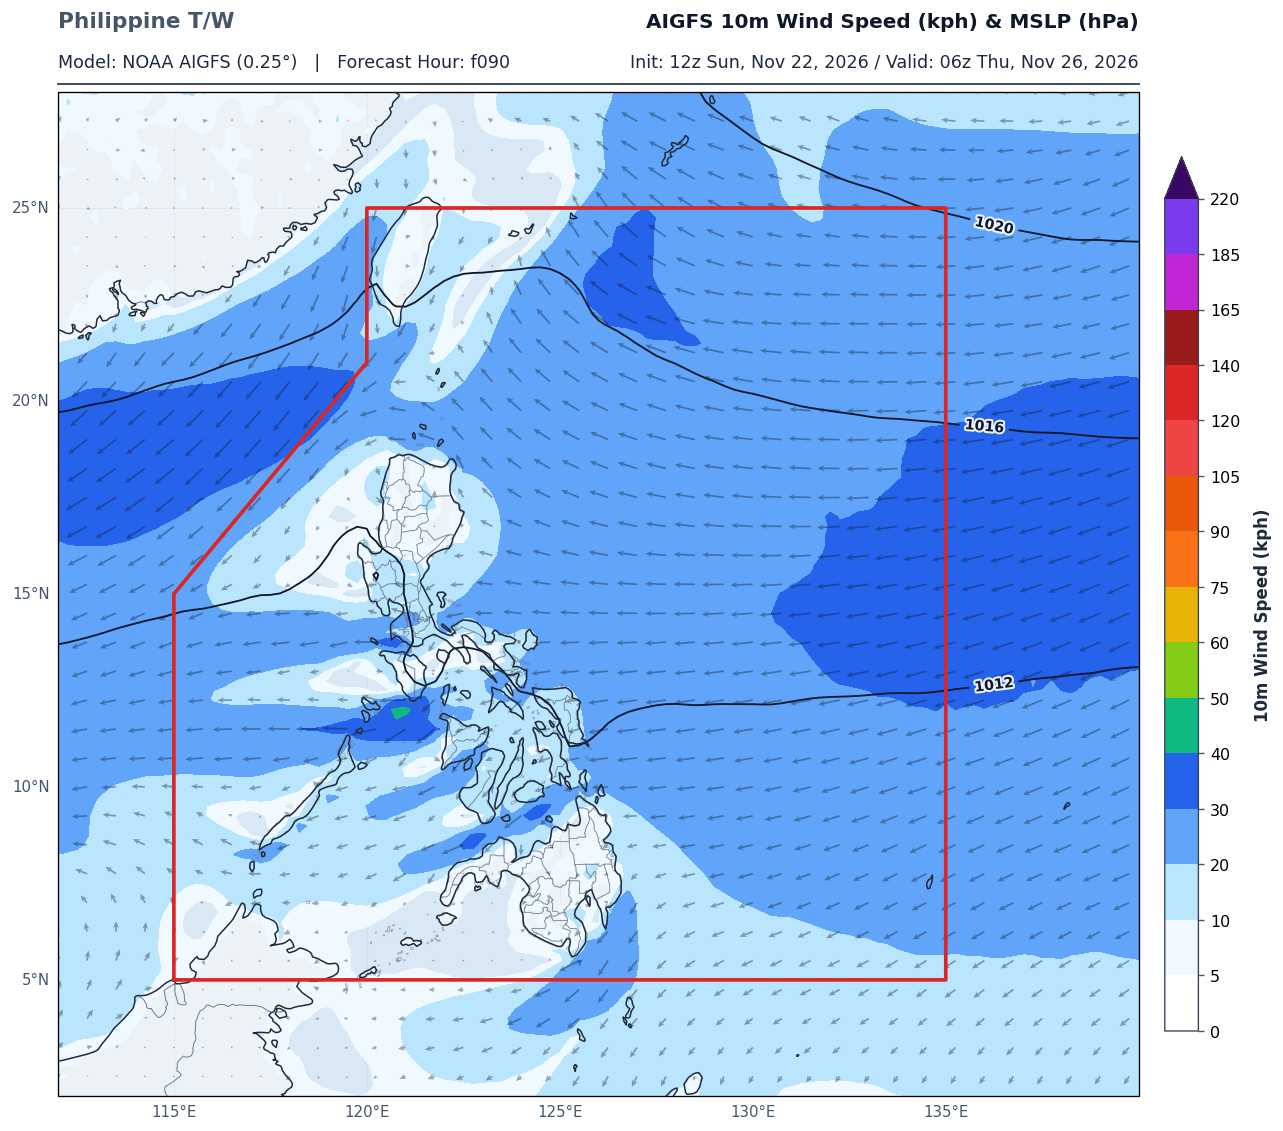 Philippine T/W
AIGFS 10m Wind Speed (kph) & MSLP (hPa)
Model: NOAA AIGFS (0.25°)   |   Forecast Hour: f090
Init: 12z Sun, Nov 22, 2026 / Valid: 06z Thu, Nov 26, 2026
25°N
20°N
15°N
10°N
5°N
115°E
120°E
125°E
130°E
135°E
1020
1016
1012
220
185
165
140
120
105
90
75
60
50
40
30
20
10
5
0
10m Wind Speed (kph)